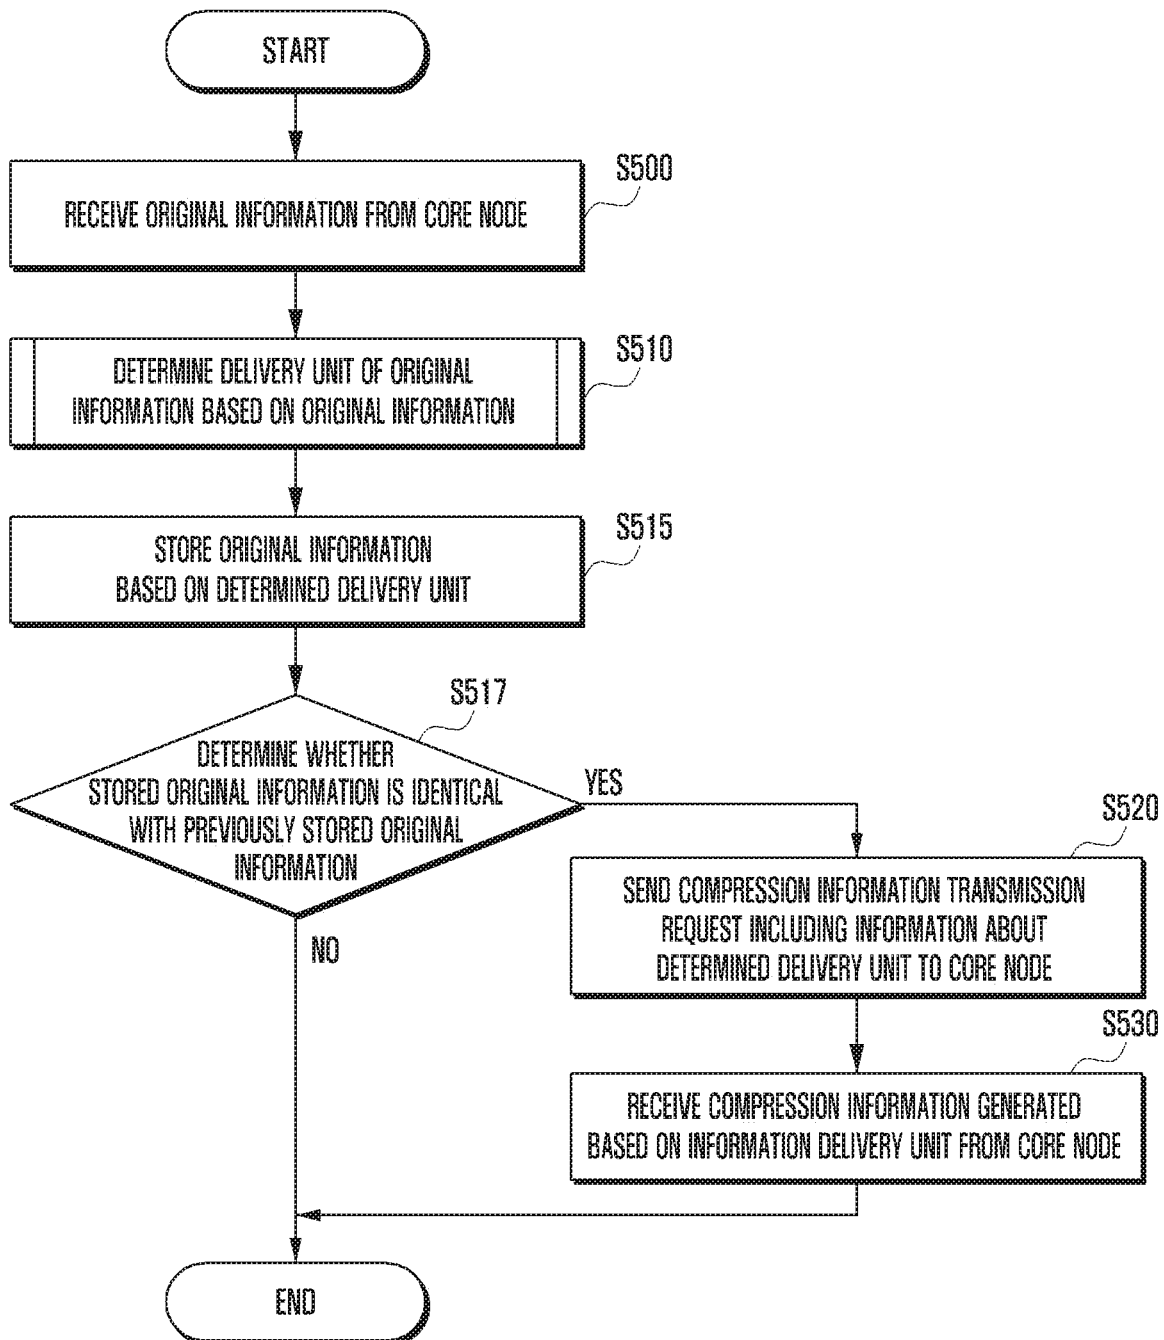 START
S500
RECEIVE ORIGINAL INFORMATION FROM CORE NODE
S510
DETERMINE DELIVERY UNIT OF ORIGINAL
INFORMATION BASED ON ORIGINAL INFORMATION
S515
STORE ORIGINAL INFORMATION
BASED ON DETERMINED DELIVERY UNIT
S517
DETERMINE WHETHER
STORED ORIGINAL INFORMATION IS IDENTICAL
WITH PREVIOUSLY STORED ORIGINAL
INFORMATION
YES
NO
S520
SEND COMPRESSION INFORMATION TRANSMISSION
REQUEST INCLUDING INFORMATION ABOUT
DETERMINED DELIVERY UNIT TO CORE NODE
S530
RECEIVE COMPRESSION INFORMATION GENERATED
BASED ON INFORMATION DELIVERY UNIT FROM CORE NODE
END